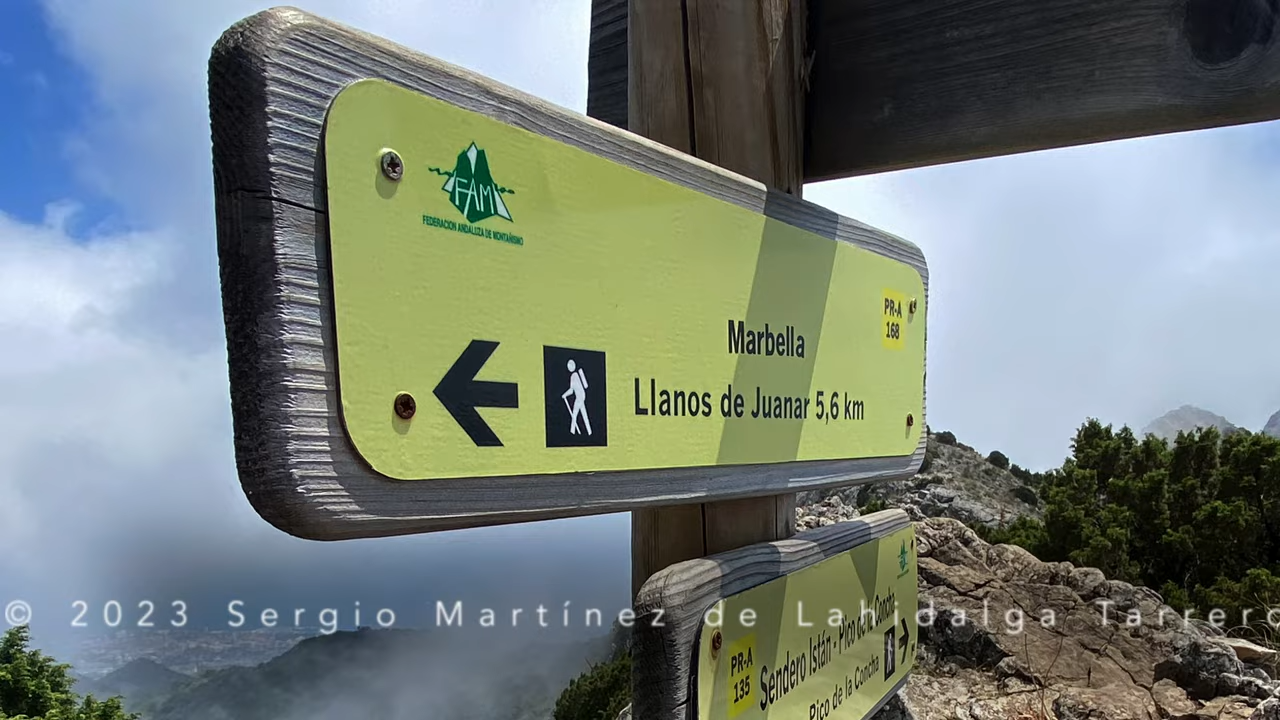 FAM
FEDERACION ANDALUZA DE MONTAÑISMO
PR-A
168
Marbella
Llanos de Juanar 5,6 km
© 2023 Sergio Martínez de Lahidalga Tarrero
PR-A
135
Sendero Istán - Pico de la Concha
Pico de la Concha